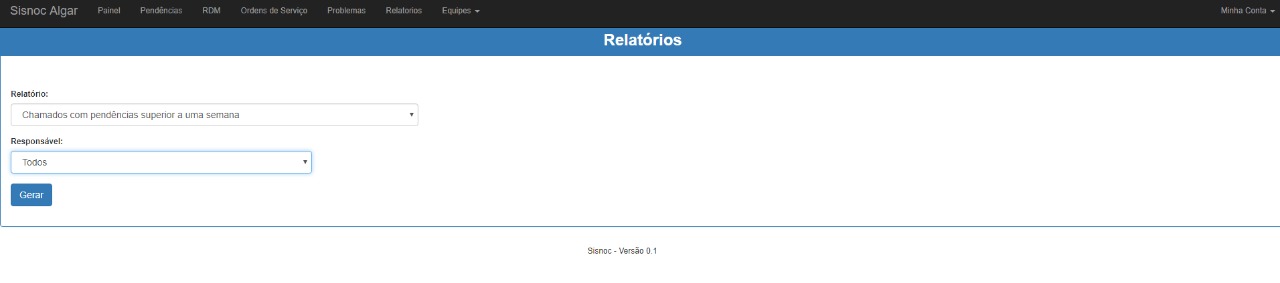 Sisnoc Algar Painel Pendências RDM Ordens de Serviço Problemas Relatorios Equipes Minha Conta
Relatórios
Relatório:
Chamados com pendências superior a uma semana
Responsável:
Todos
Gerar
Sisnoc - Versão 0.1